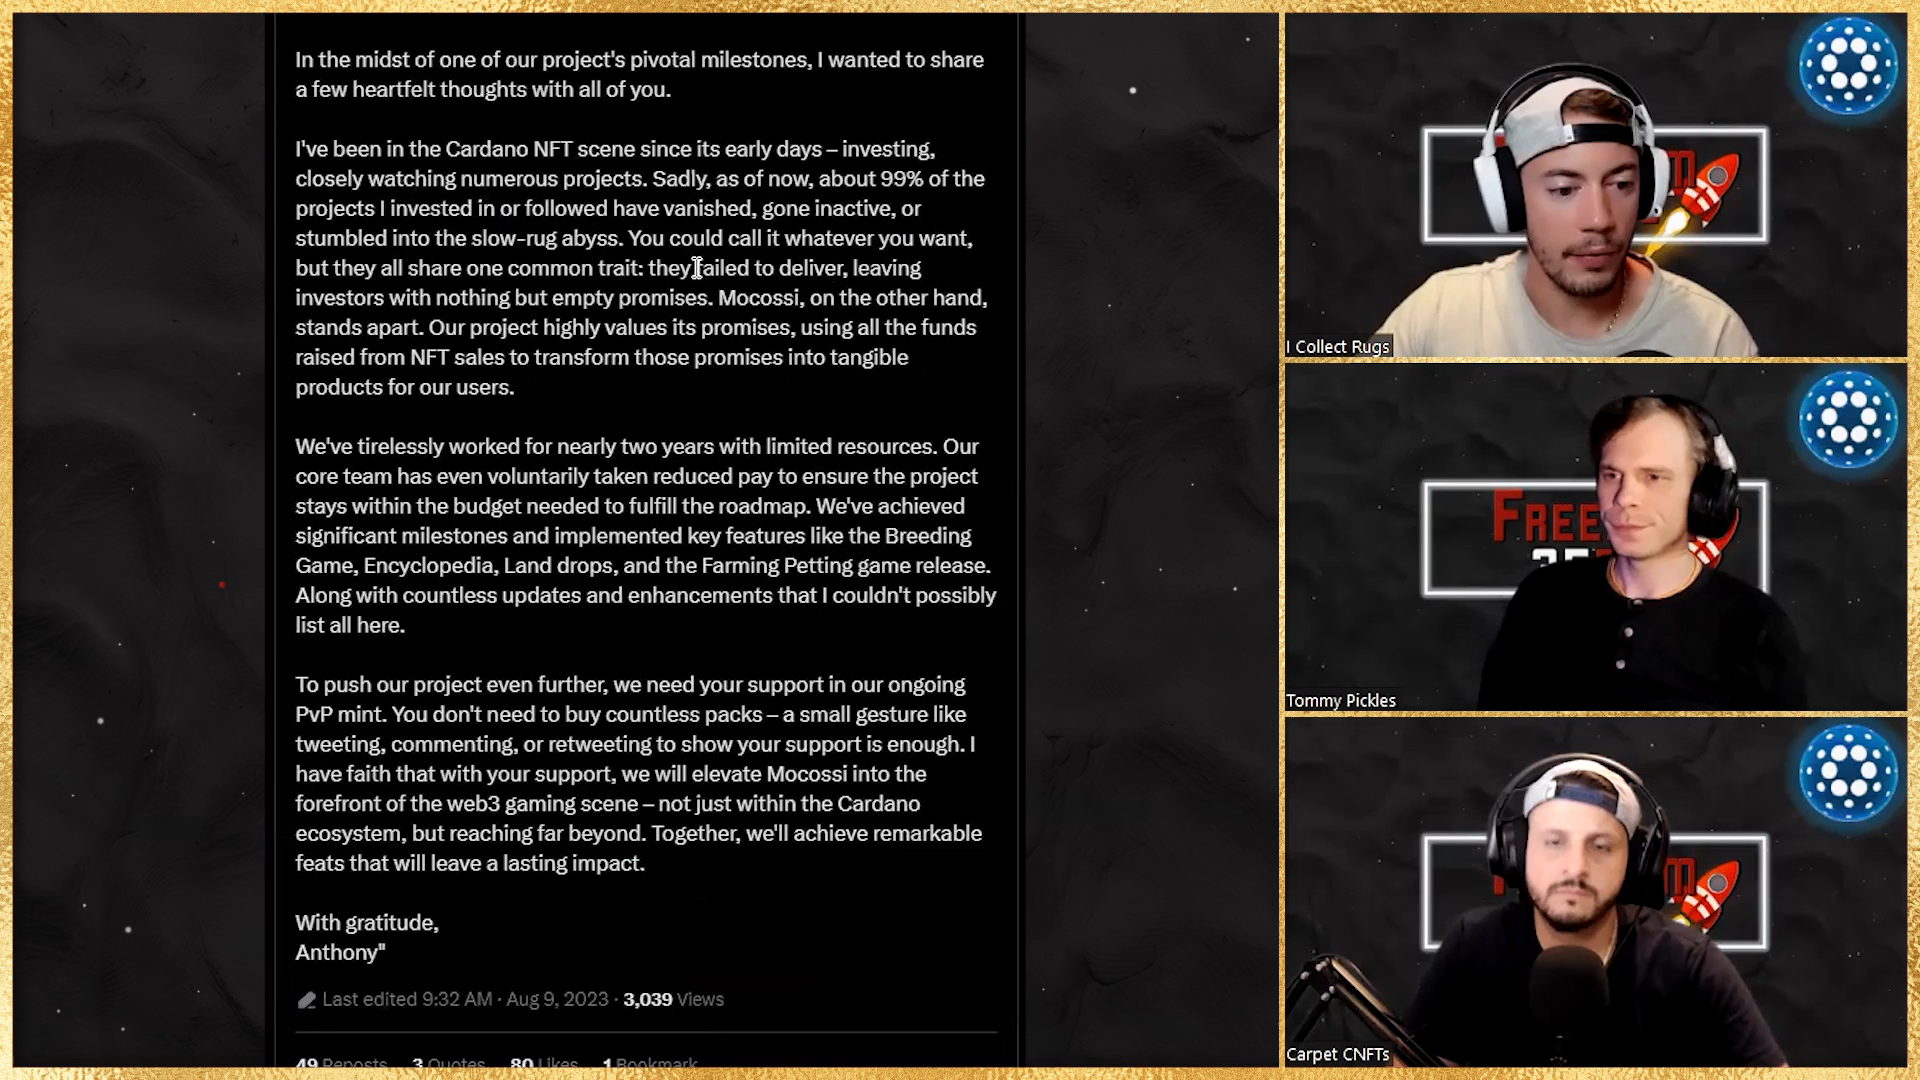 In the midst of one of our project's pivotal milestones, I wanted to share
a few heartfelt thoughts with all of you.
I've been in the Cardano NFT scene since its early days – investing,
closely watching numerous projects. Sadly, as of now, about 99% of the
projects I invested in or followed have vanished, gone inactive, or
stumbled into the slow-rug abyss. You could call it whatever you want,
but they all share one common trait: they failed to deliver, leaving
investors with nothing but empty promises. Mocossi, on the other hand,
stands apart. Our project highly values its promises, using all the funds
raised from NFT sales to transform those promises into tangible
products for our users.
We've tirelessly worked for nearly two years with limited resources. Our
core team has even voluntarily taken reduced pay to ensure the project
stays within the budget needed to fulfill the roadmap. We've achieved
significant milestones and implemented key features like the Breeding
Game, Encyclopedia, Land drops, and the Farming Petting game release.
Along with countless updates and enhancements that I couldn't possibly
list all here.
To push our project even further, we need your support in our ongoing
PvP mint. You don't need to buy countless packs – a small gesture like
tweeting, commenting, or retweeting to show your support is enough. I
have faith that with your support, we will elevate Mocossi into the
forefront of the web3 gaming scene – not just within the Cardano
ecosystem, but reaching far beyond. Together, we'll achieve remarkable
feats that will leave a lasting impact.
With gratitude,
Anthony"
Last edited 9:32 AM · Aug 9, 2023 · 3,039 Views
49 Reposts 3 Quotes 80 Likes 1 Bookmark
I Collect Rugs
Tommy Pickles
Carpet CNFTs